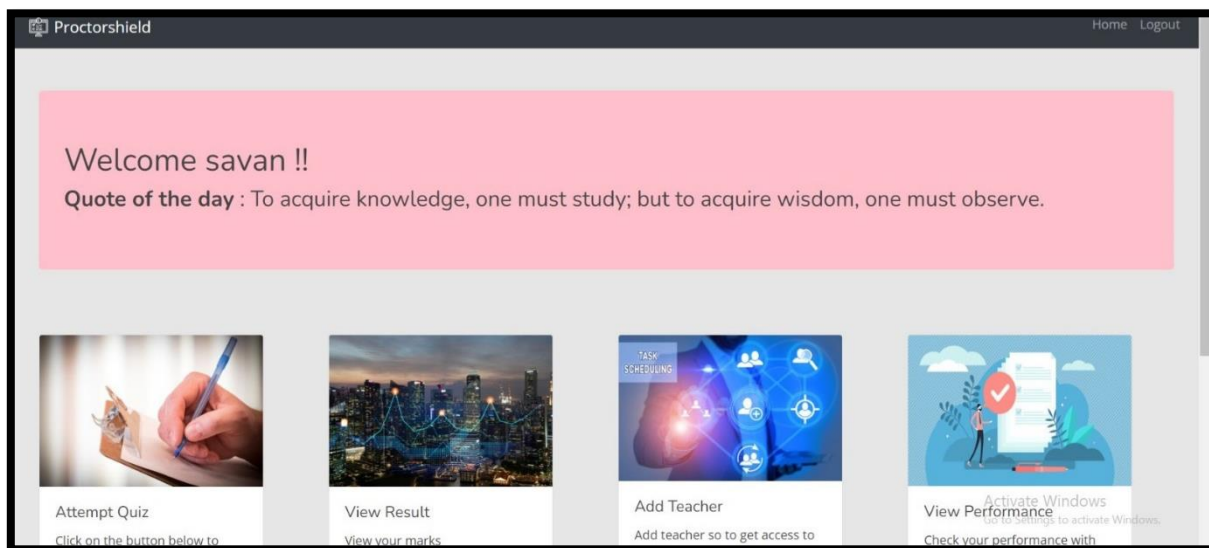 Proctorshield
Home Logout
Welcome savan !!
Quote of the day : To acquire knowledge, one must study; but to acquire wisdom, one must observe.
TASK
SCHEDULING
Attempt Quiz
Click on the button below to
View Result
View your marks
Add Teacher
Add teacher so to get access to
View Performance
Check your performance with
Activate Windows
Go to Settings to activate Windows.